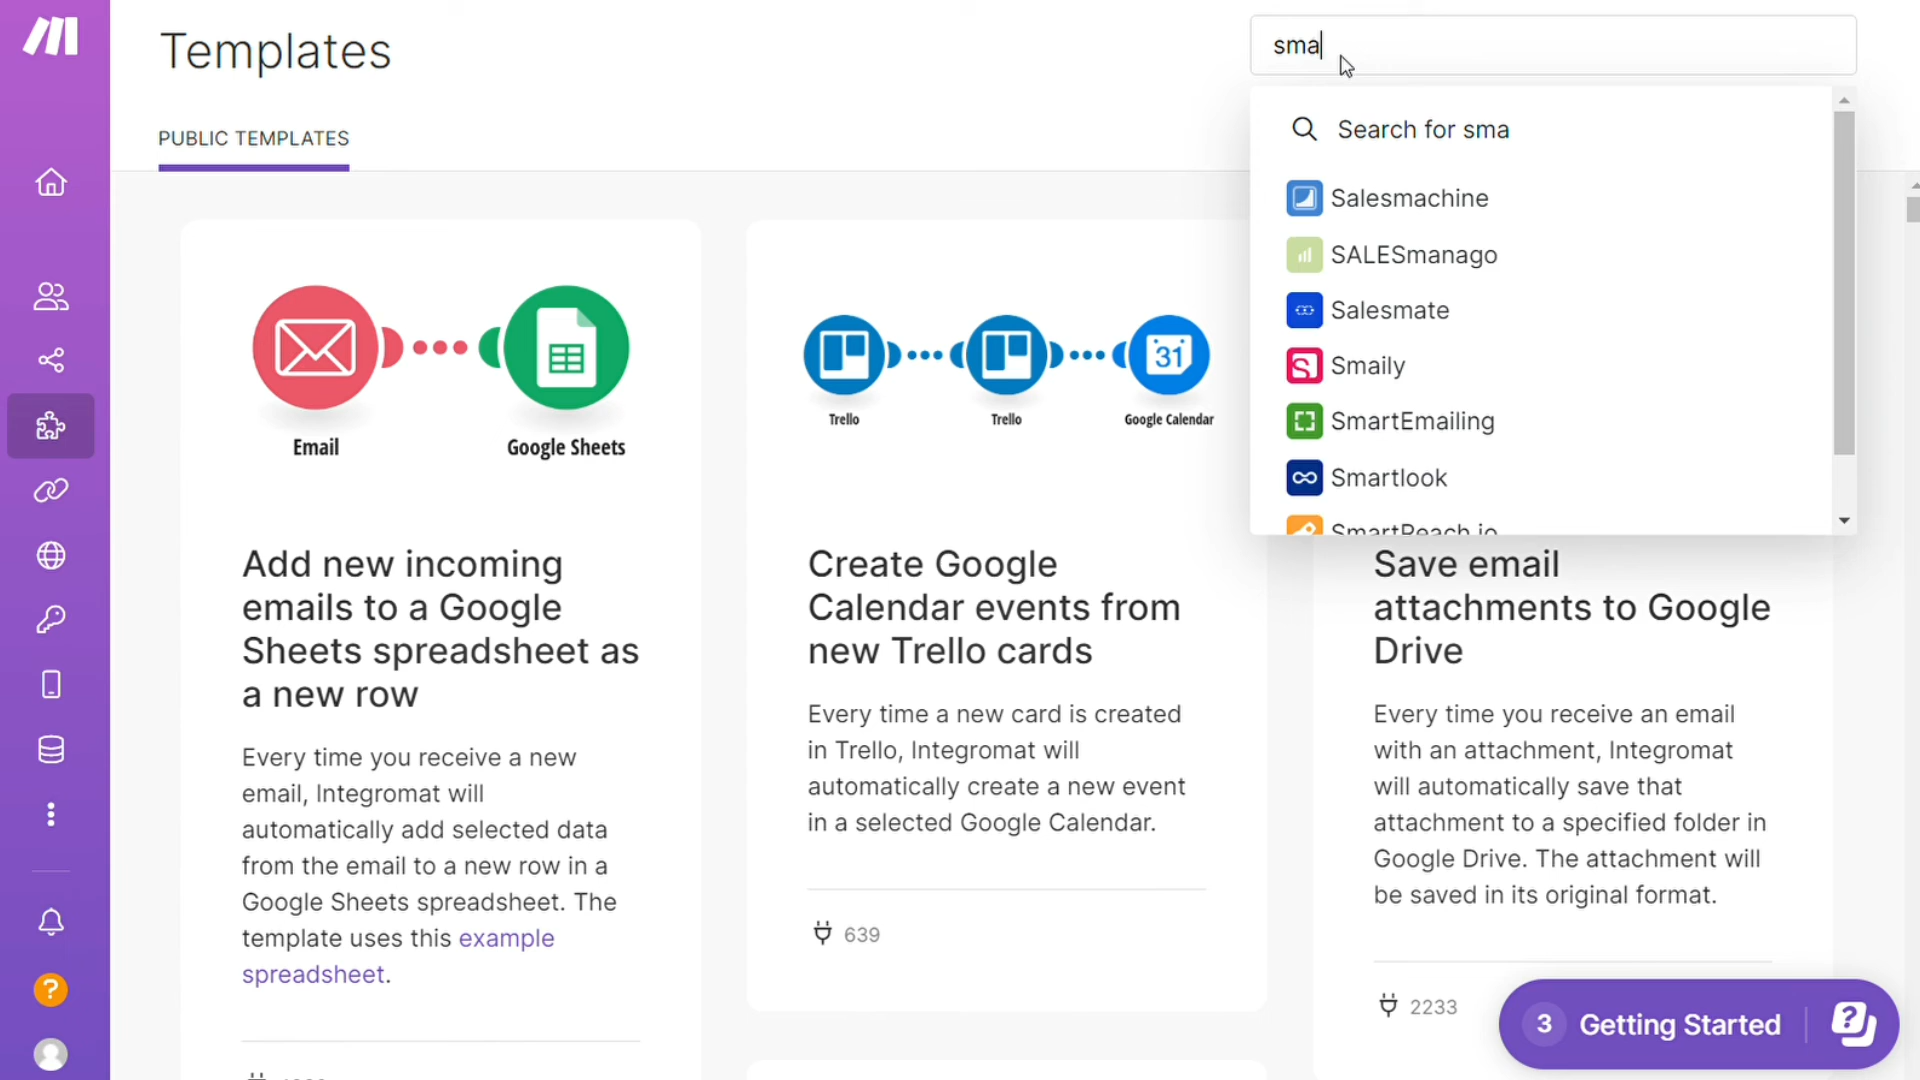 Templates
sma
PUBLIC TEMPLATES
Search for sma
Salesmachine
SALESmanago
Salesmate
Smaily
SmartEmailing
Smartlook
SmartReach.io
Email
Google Sheets
Add new incoming
emails to a Google
Sheets spreadsheet as
a new row
Every time you receive a new
email, Integromat will
automatically add selected data
from the email to a new row in a
Google Sheets spreadsheet. The
template uses this example
spreadsheet.
Trello
Trello
31
Google Calendar
Create Google
Calendar events from
new Trello cards
Every time a new card is created
in Trello, Integromat will
automatically create a new event
in a selected Google Calendar.
639
Save email
attachments to Google
Drive
Every time you receive an email
with an attachment, Integromat
will automatically save that
attachment to a specified folder in
Google Drive. The attachment will
be saved in its original format.
2233
3 Getting Started